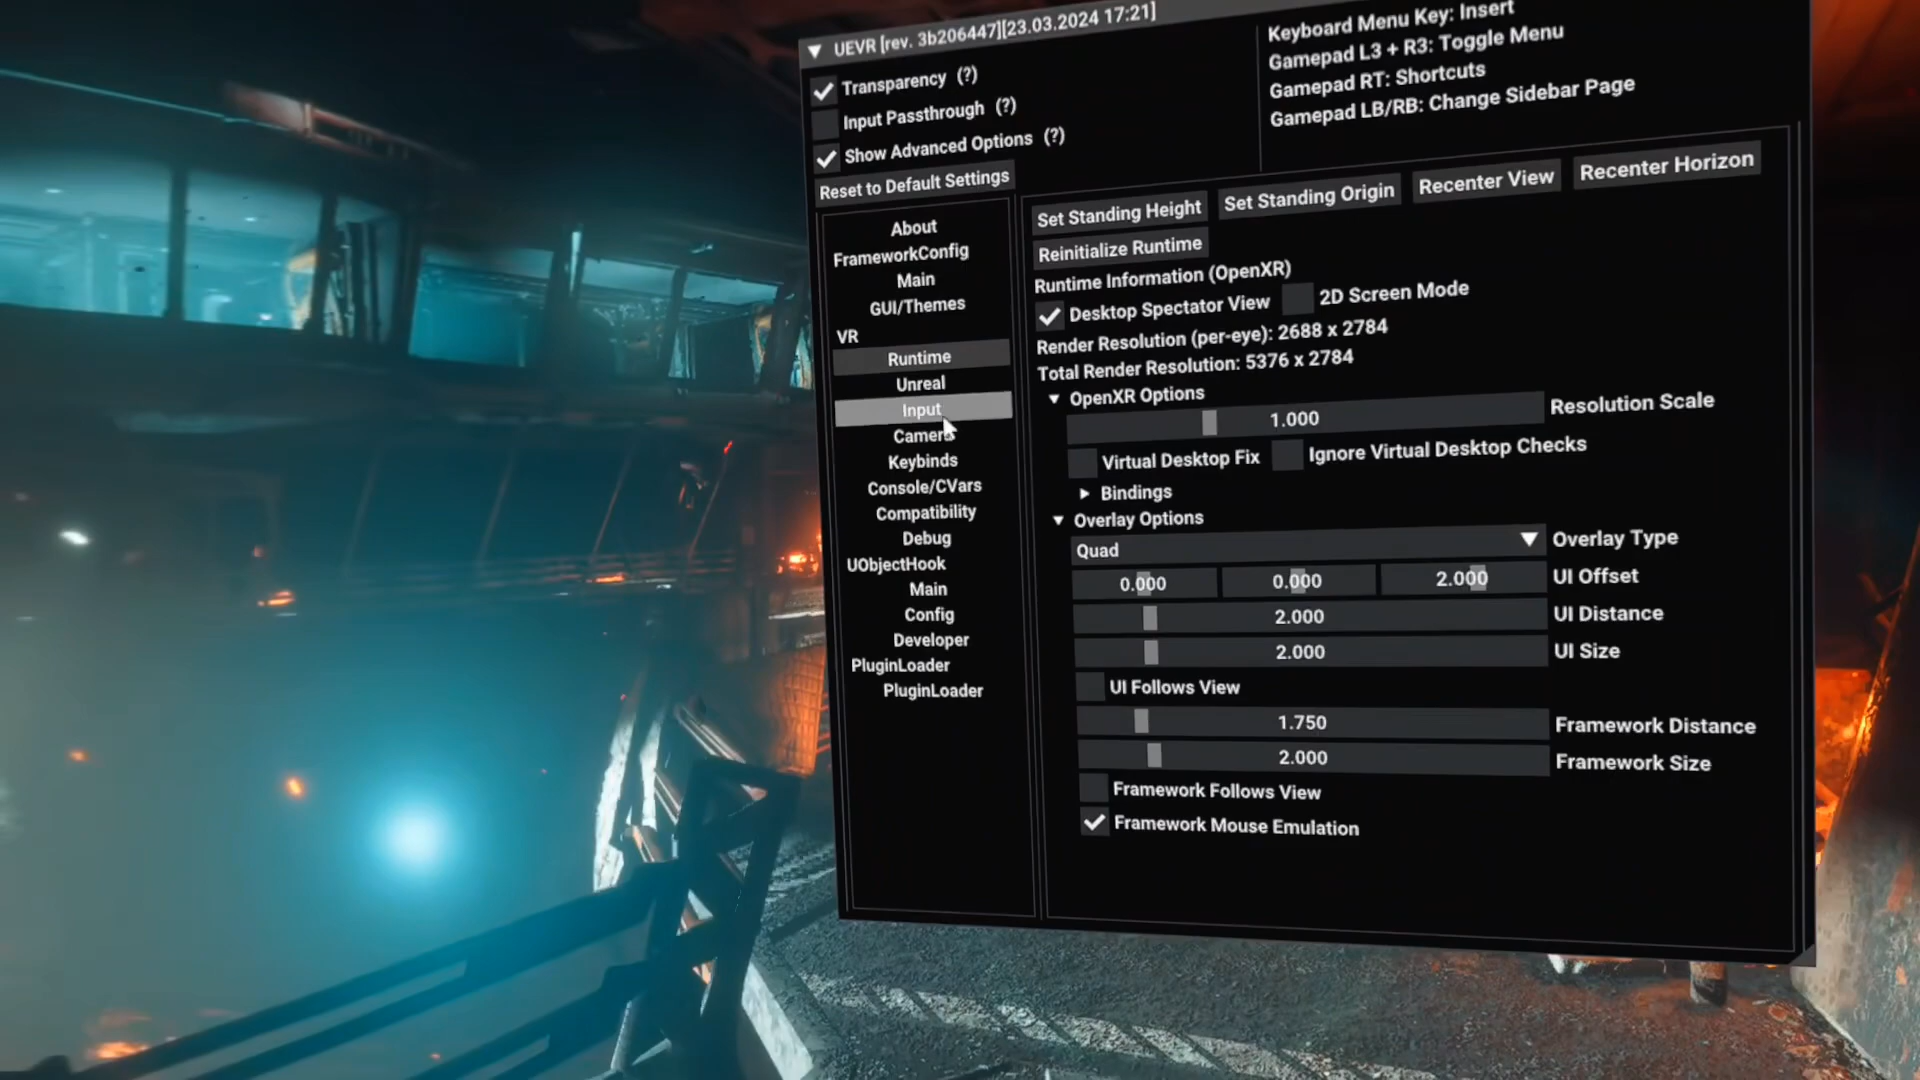 UEVR [rev. 3b206447][23.03.2024 17:21]
Transparency (?)
Input Passthrough (?)
Show Advanced Options (?)
Reset to Default Settings
Keyboard Menu Key: Insert
Gamepad L3 + R3: Toggle Menu
Gamepad RT: Shortcuts
Gamepad LB/RB: Change Sidebar Page
About
FrameworkConfig
Main
GUI/Themes
VR
Runtime
Unreal
Input
Camera
Keybinds
Console/CVars
Compatibility
Debug
UObjectHook
Main
Config
Developer
PluginLoader
PluginLoader
Set Standing Height Set Standing Origin Recenter View Recenter Horizon
Reinitialize Runtime
Runtime Information (OpenXR)
Desktop Spectator View 2D Screen Mode
Render Resolution (per-eye): 2688 x 2784
Total Render Resolution: 5376 x 2784
OpenXR Options
1.000 Resolution Scale
Virtual Desktop Fix Ignore Virtual Desktop Checks
Bindings
Overlay Options
Quad Overlay Type
0.000 0.000 2.000 UI Offset
2.000 UI Distance
2.000 UI Size
UI Follows View
1.750 Framework Distance
2.000 Framework Size
Framework Follows View
Framework Mouse Emulation